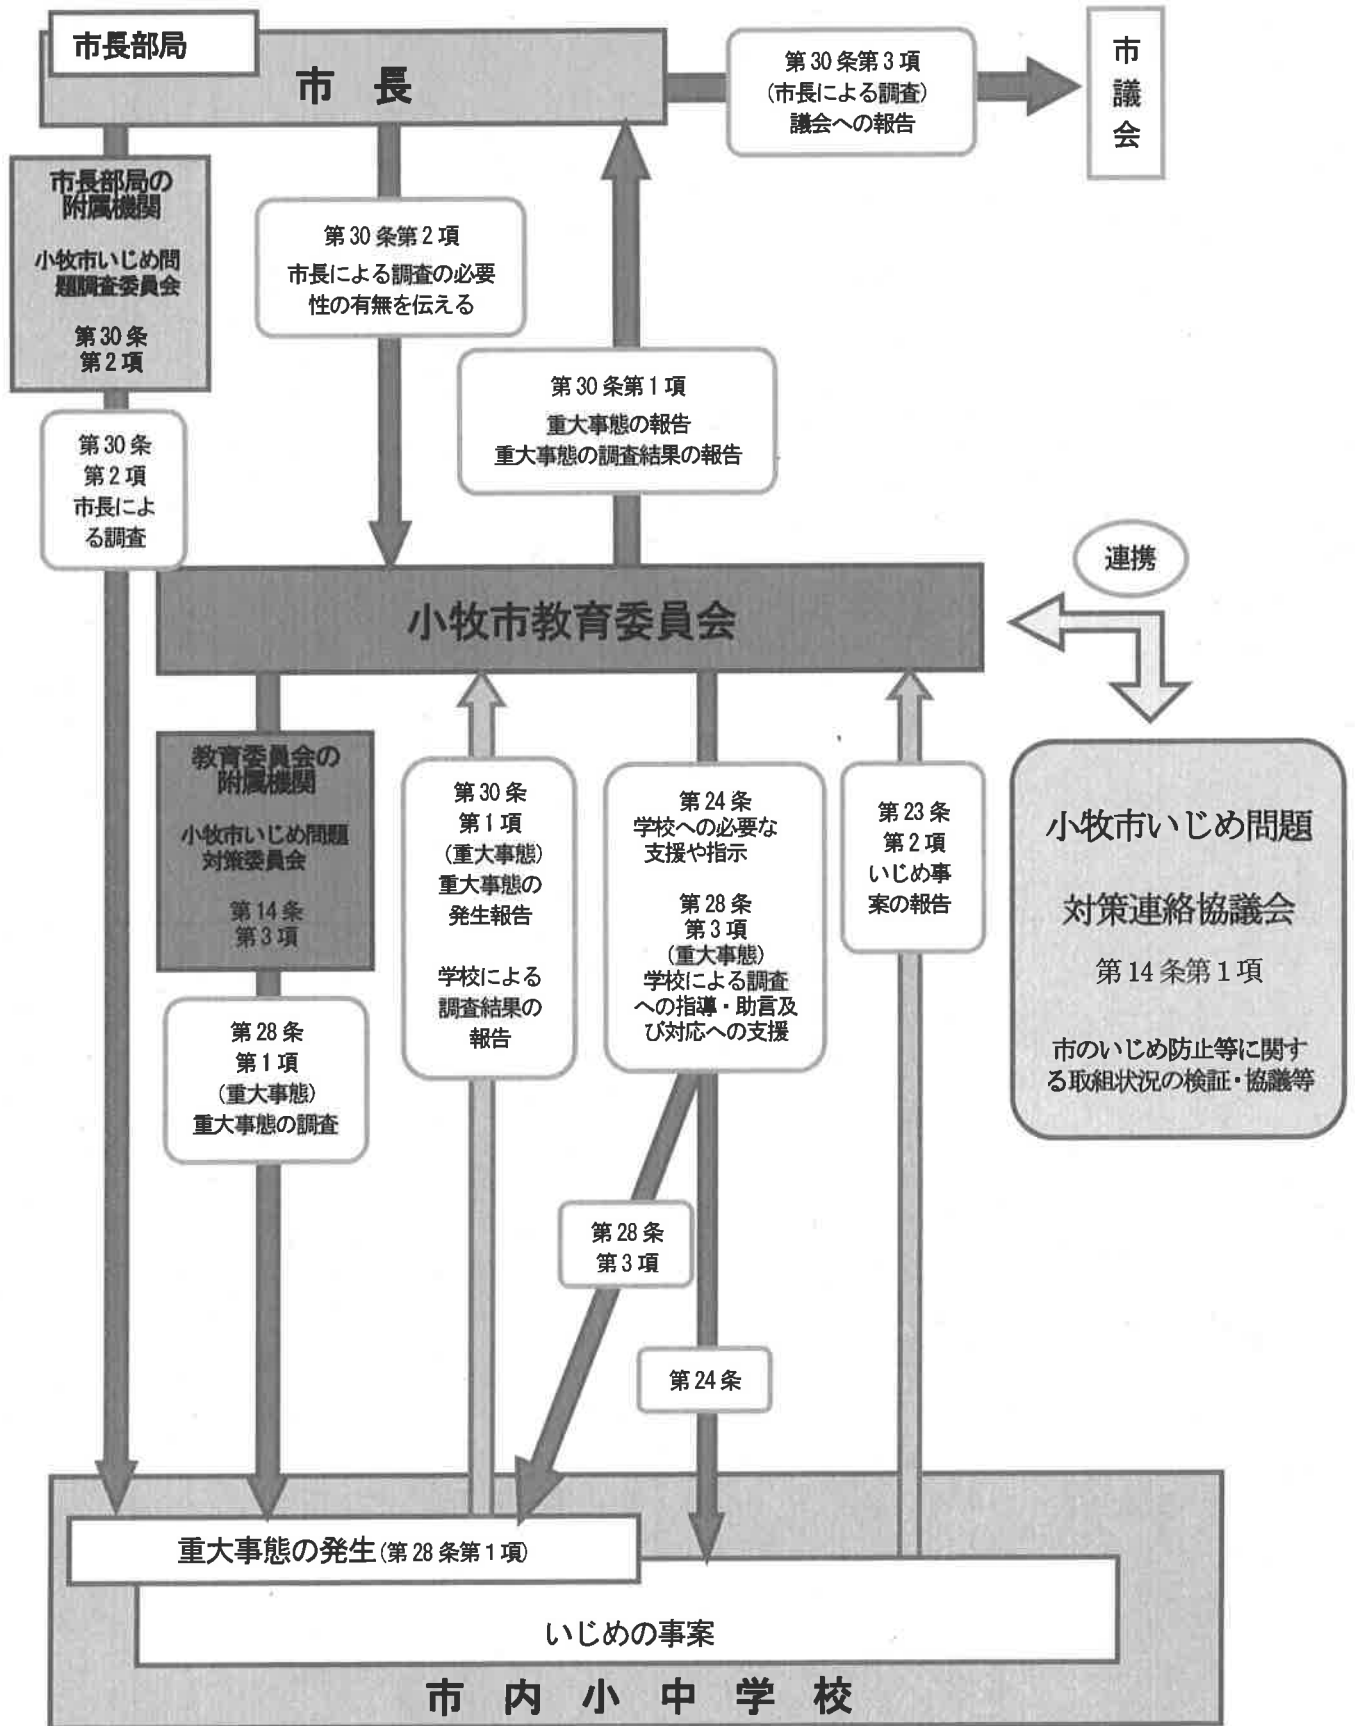 市長部局
市 長
第30条第3項
(市長による調査)
議会への報告
市
議
会
市長部局の
附属機関
小牧市いじめ問
題調査委員会
第30条
第2項
第30条第2項
市長による調査の必要
性の有無を伝える
第30条第1項
重大事態の報告
重大事態の調査結果の報告
第30条
第2項
市長によ
る調査
連携
小牧市教育委員会
教育委員会の
附属機関
小牧市いじめ問題
対策委員会
第14条
第3項
第30条
第1項
(重大事態)
重大事態の
発生報告
学校による
調査結果の
報告
第24条
学校への必要な
支援や指示
第28条
第3項
(重大事態)
学校による調査
への指導・助言及
び対応への支援
第23条
第2項
いじめ事
案の報告
小牧市いじめ問題
対策連絡協議会
第14条第1項
市のいじめ防止等に関す
る取組状況の検証・協議等
第28条
第1項
(重大事態)
重大事態の調査
第28条
第3項
第24条
重大事態の発生(第28条第1項)
いじめの事案
市内小中学校